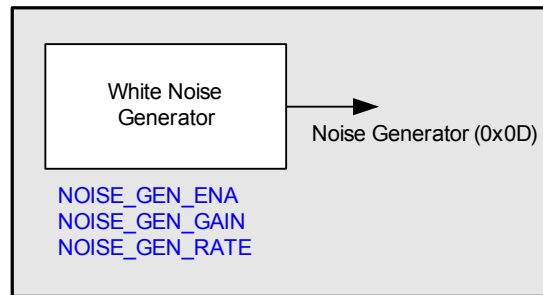 White Noise
Generator
Noise Generator (0x0D)
NOISE_GEN_ENA
NOISE_GEN_GAIN
NOISE_GEN_RATE